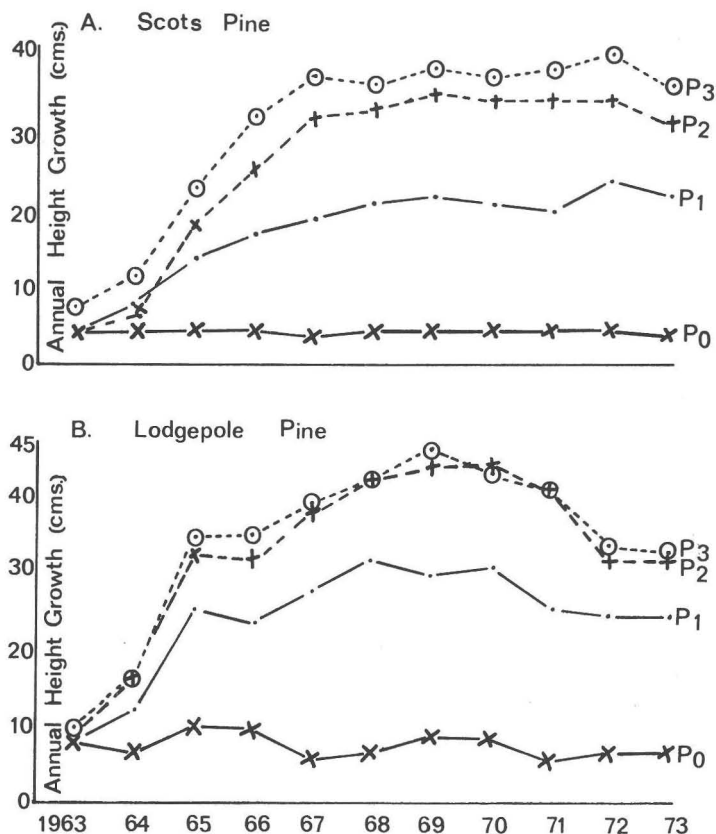 A. Scots Pine
Annual Height Growth (cms.)
40
30
20
10
0
P3
P2
P1
P0
B. Lodgepole Pine
Annual Height Growth (cms.)
45
40
30
20
10
0
P3
P2
P1
P0
1963 64 65 66 67 68 69 70 71 72 73